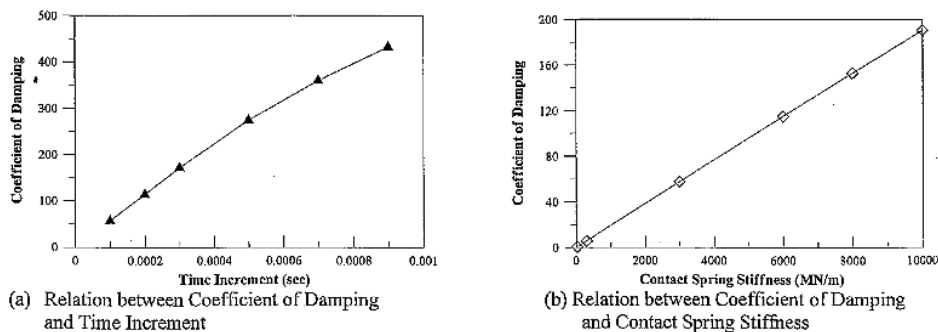 500
400
300
200
100
0
Coefficient of Damping
0 0.0002 0.0004 0.0006 0.0008 0.001
Time Increment (sec)
(a) Relation between Coefficient of Damping
and Time Increment
200
160
120
80
40
0
Coefficient of Damping
0 2000 4000 6000 8000 10000
Contact Spring Stiffness (MN/m)
(b) Relation between Coefficient of Damping
and Contact Spring Stiffness